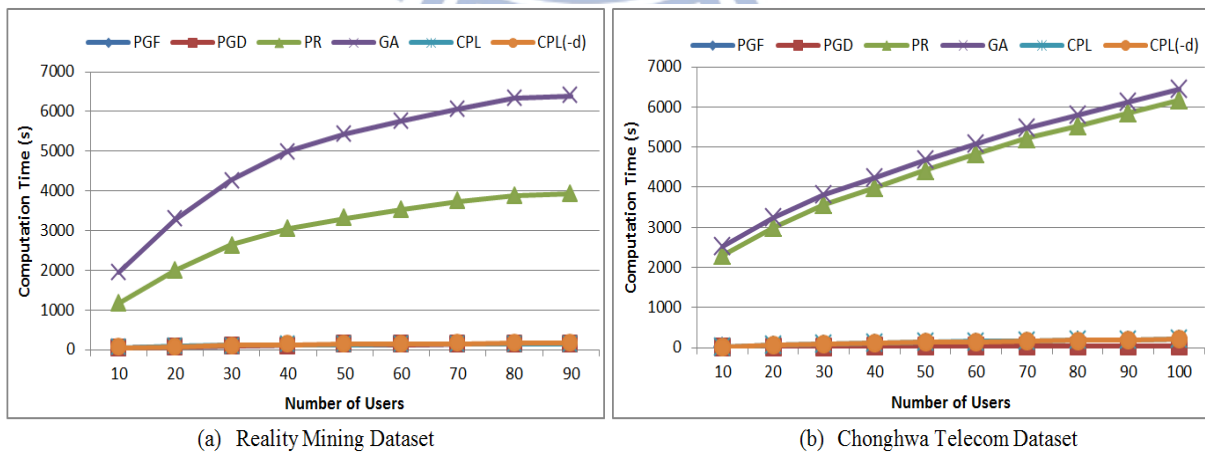 PGF PGD PR GA CPL CPL(-d)
7000
6000
5000
4000
3000
2000
1000
0
Computation Time (s)
10 20 30 40 50 60 70 80 90
Number of Users
(a) Reality Mining Dataset
PGF PGD PR GA CPL CPL(-d)
7000
6000
5000
4000
3000
2000
1000
0
Computation Time (s)
10 20 30 40 50 60 70 80 90 100
Number of Users
(b) Chonghwa Telecom Dataset